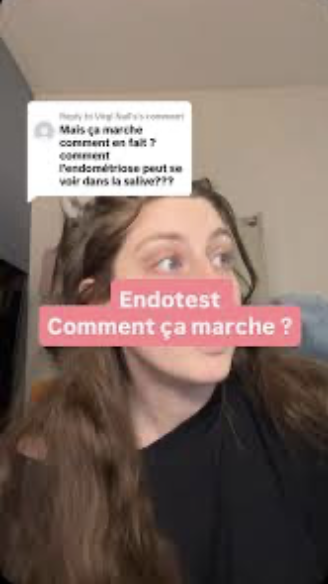 Mais ça marche
comment en fait ?
comment
l'endométriose peut se
voir dans la salive???
Endotest
Comment ça marche ?